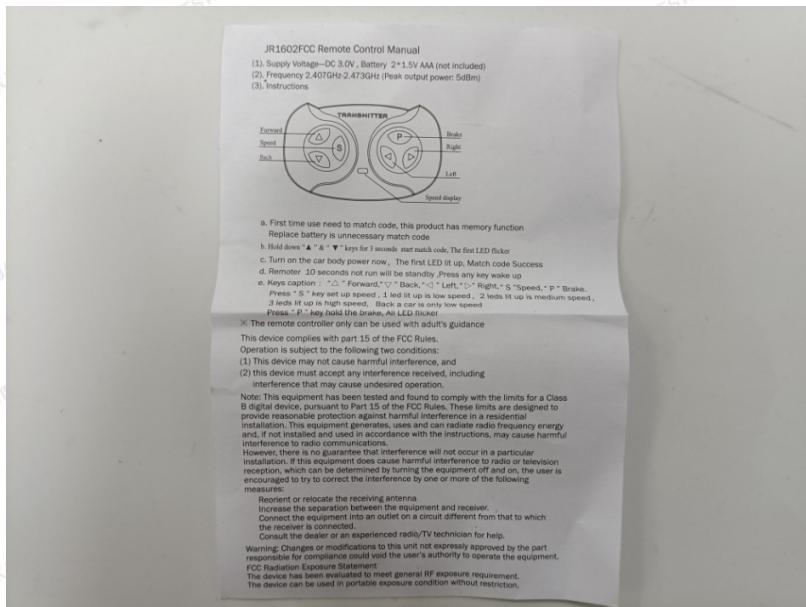 JR1602FCC Remote Control Manual
(1). Supply Voltage--DC 3.0V , Battery 2*1.5V AAA (not included)
(2). Frequency 2.407GHz-2.473GHz (Peak output power: 5dBm)
(3). Instructions
TRANSMITTER
Forward
Speed
Back
S
P
Brake
Right
Left
Speed display
a. First time use need to match code, this product has memory function
Replace battery is unnecessary match code
b. Hold down "▲ " & " ▼ " keys for 3 seconds start match code, The first LED flicker
c. Turn on the car body power now, The first LED lit up, Match code Success
d. Remoter 10 seconds not run will be standby ,Press any key wake up
e. Keys caption : "△ " Forward,"▽ " Back,"◁ " Left,"▷" Right," S "Speed," P " Brake.
Press " S " key set up speed , 1 led lit up is low speed , 2 leds lit up is medium speed ,
3 leds lit up is high speed, Back a car is only low speed
Press " P " key hold the brake, All LED flicker
※ The remote controller only can be used with adult's guidance
This device complies with part 15 of the FCC Rules.
Operation is subject to the following two conditions:
(1) This device may not cause harmful interference, and
(2) this device must accept any interference received, including
interference that may cause undesired operation.
Note: This equipment has been tested and found to comply with the limits for a Class
B digital device, pursuant to Part 15 of the FCC Rules. These limits are designed to
provide reasonable protection against harmful interference in a residential
installation. This equipment generates, uses and can radiate radio frequency energy
and, if not installed and used in accordance with the instructions, may cause harmful
interference to radio communications.
However, there is no guarantee that interference will not occur in a particular
installation. If this equipment does cause harmful interference to radio or television
reception, which can be determined by turning the equipment off and on, the user is
encouraged to try to correct the interference by one or more of the following
measures:
Reorient or relocate the receiving antenna
Increase the separation between the equipment and receiver.
Connect the equipment into an outlet on a circuit different from that to which
the receiver is connected.
Consult the dealer or an experienced radio/TV technician for help.
Warning: Changes or modifications to this unit not expressly approved by the part
responsible for compliance could void the user's authority to operate the equipment.
FCC Radiation Exposure Statement
The device has been evaluated to meet general RF exposure requirement.
The device can be used in portable exposure condition without restriction.